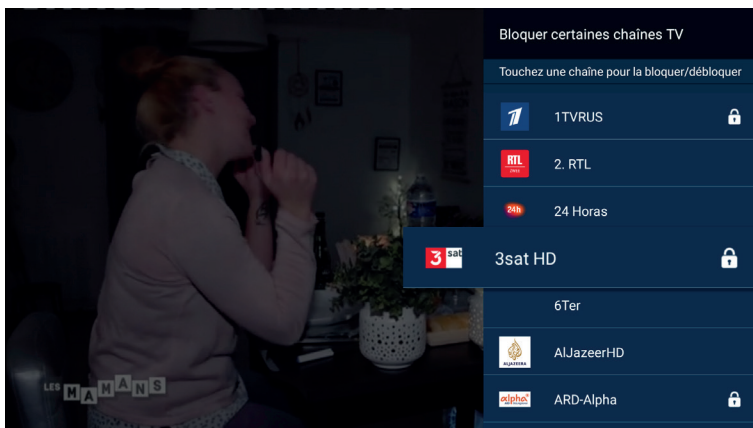 Bloquer certaines chaînes TV
Touchez une chaîne pour la bloquer/débloquer
1TVRUS
RTL
2. RTL
24h
24 Horas
3 sat
3sat HD
6Ter
ALJAZEERA
AlJazeerHD
alpha
ARD-Alpha
LES MAMANS